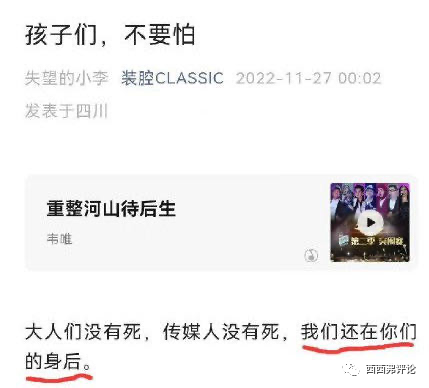 孩子们，不要怕
失望的小李 装腔CLASSIC 2022-11-27 00:02
发表于四川
重整河山待后生
韦唯
第二季
大人们没有死，传媒人没有死，我们还在你们
的身后。
西西弗评论